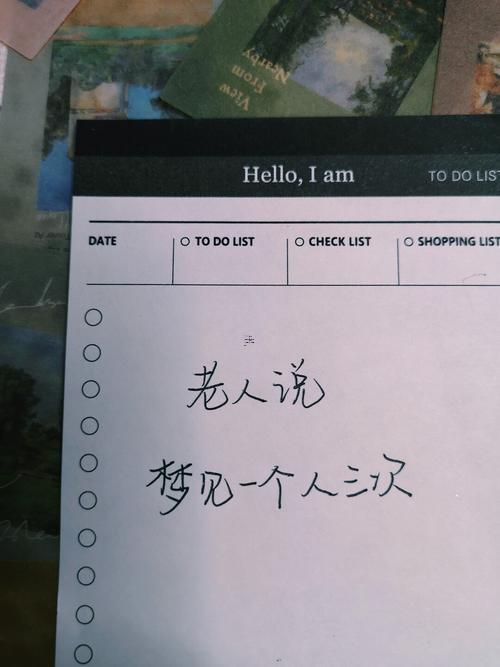 View
From
Nearby
Hello, I am
TO DO LIST
DATE
TO DO LIST
CHECK LIST
SHOPPING LIST
老人说
梦见一个人三次